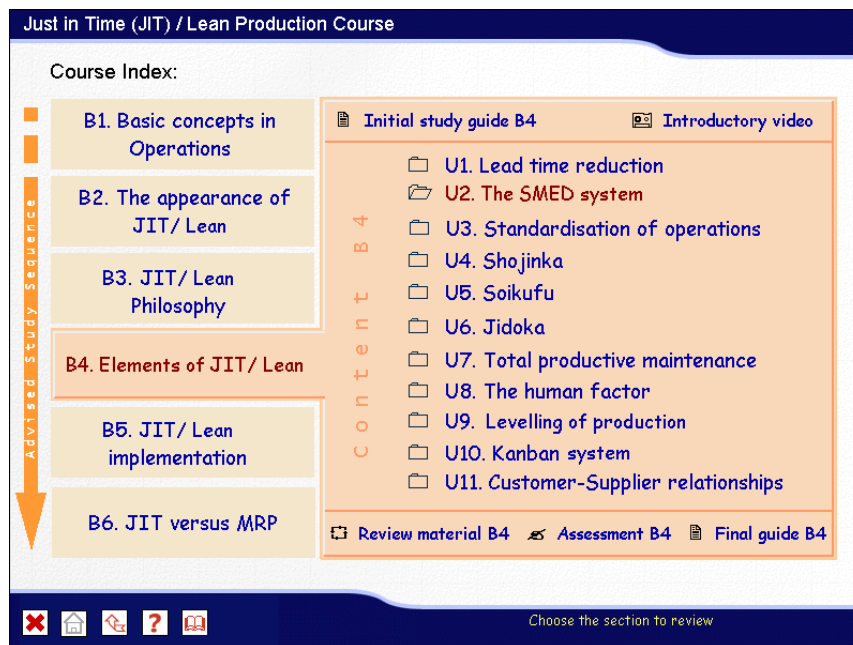 Just in Time (JIT) / Lean Production Course
Course Index:
Advised Study Sequence
B1. Basic concepts in
Operations
B2. The appearance of
JIT/ Lean
B3. JIT/ Lean
Philosophy
B4. Elements of JIT/ Lean
B5. JIT/ Lean
implementation
B6. JIT versus MRP
Initial study guide B4
Introductory video
Content B4
U1. Lead time reduction
U2. The SMED system
U3. Standardisation of operations
U4. Shojinka
U5. Soikufu
U6. Jidoka
U7. Total productive maintenance
U8. The human factor
U9. Levelling of production
U10. Kanban system
U11. Customer-Supplier relationships
Review material B4
Assessment B4
Final guide B4
?
Choose the section to review